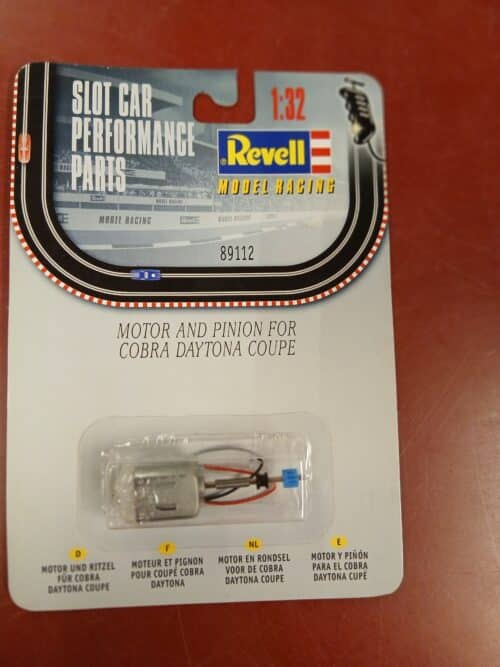 SLOT CAR
PERFORMANCE
PARTS
1:32
Revell
MODEL RACING
MODEL RACING
89112
MOTOR AND PINION FOR
COBRA DAYTONA COUPE
D
MOTOR UND RITZEL
FÜR COBRA
DAYTONA COUPE
F
MOTEUR ET PIGNON
POUR COUPÉ COBRA
DAYTONA
NL
MOTOR EN RONDSEL
VOOR DE COBRA
DAYTONA COUPE
E
MOTOR Y PIÑÓN
PARA EL COBRA
DAYTONA CUPÉ